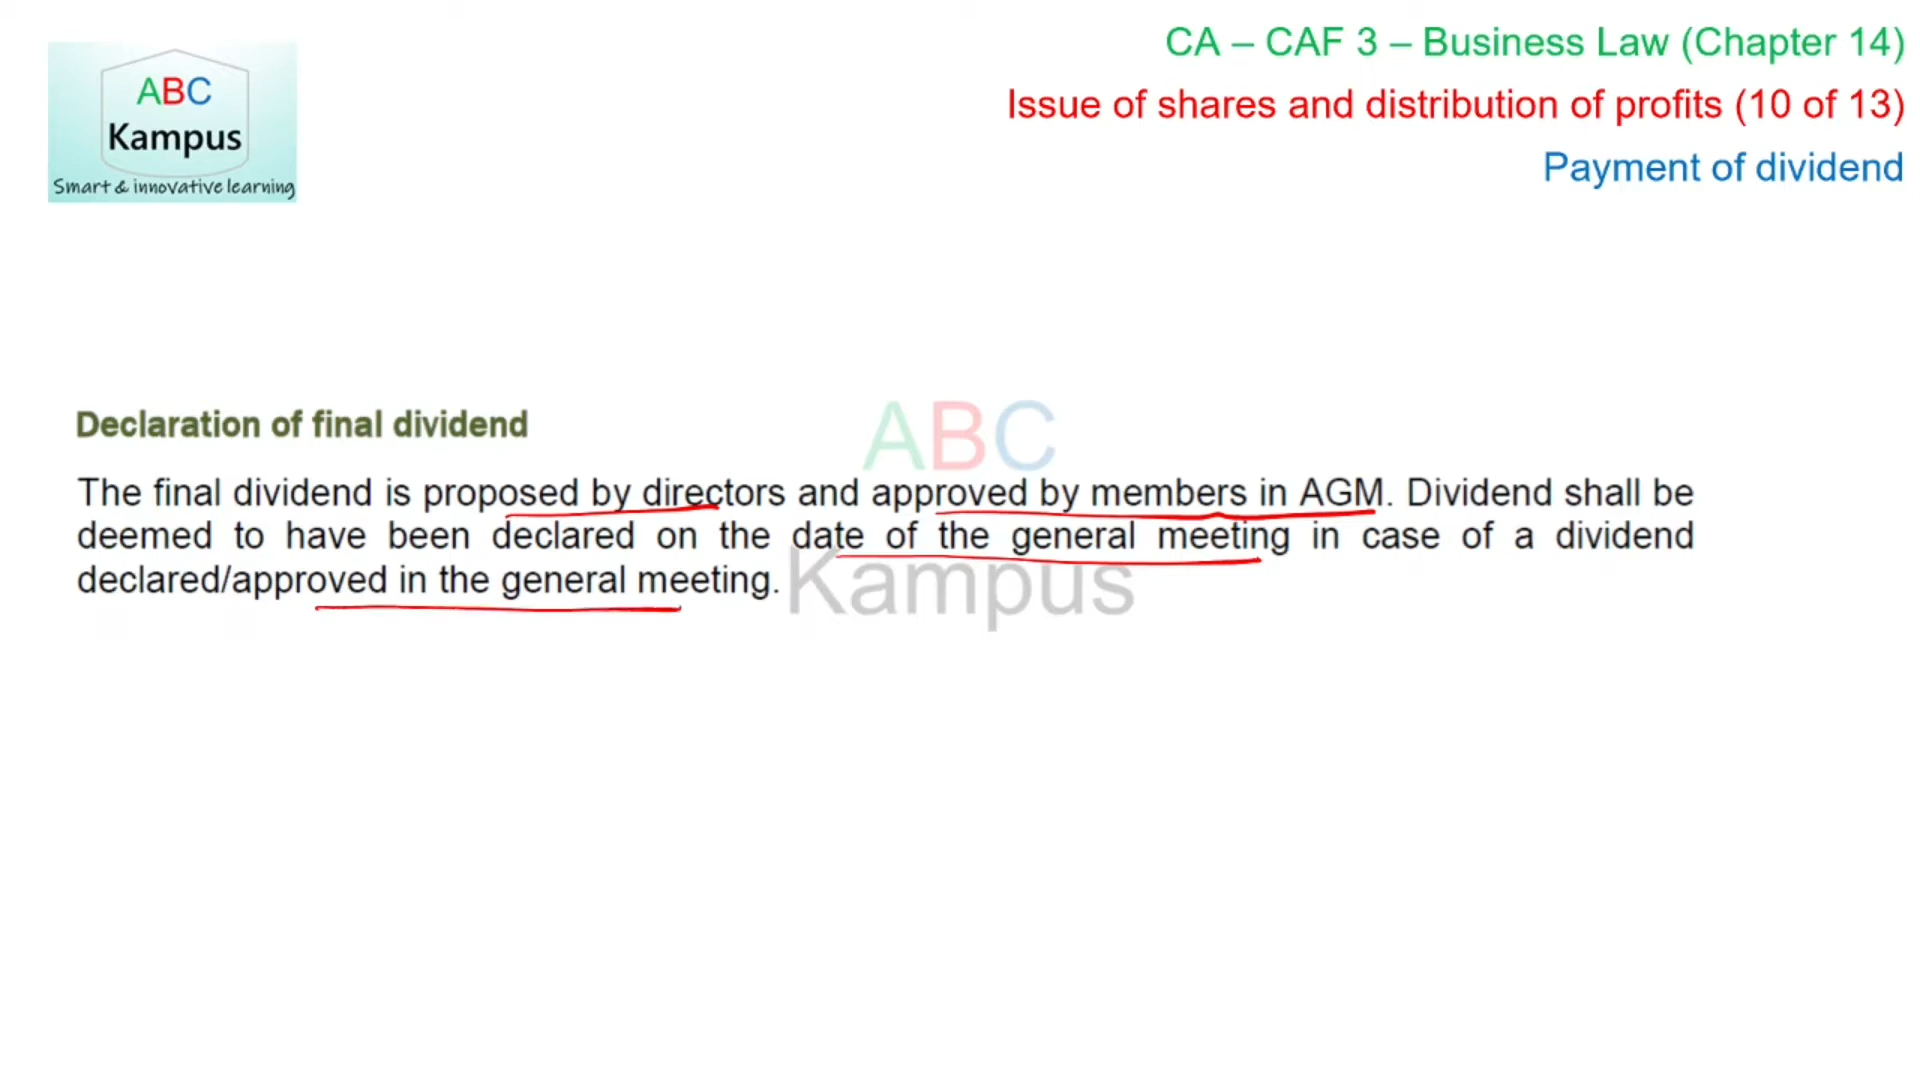 ABC
Kampus
Smart & innovative learning
CA – CAF 3 – Business Law (Chapter 14)
Issue of shares and distribution of profits (10 of 13)
Payment of dividend
Declaration of final dividend
ABC
Kampus
The final dividend is proposed by directors and approved by members in AGM. Dividend shall be
deemed to have been declared on the date of the general meeting in case of a dividend
declared/approved in the general meeting.